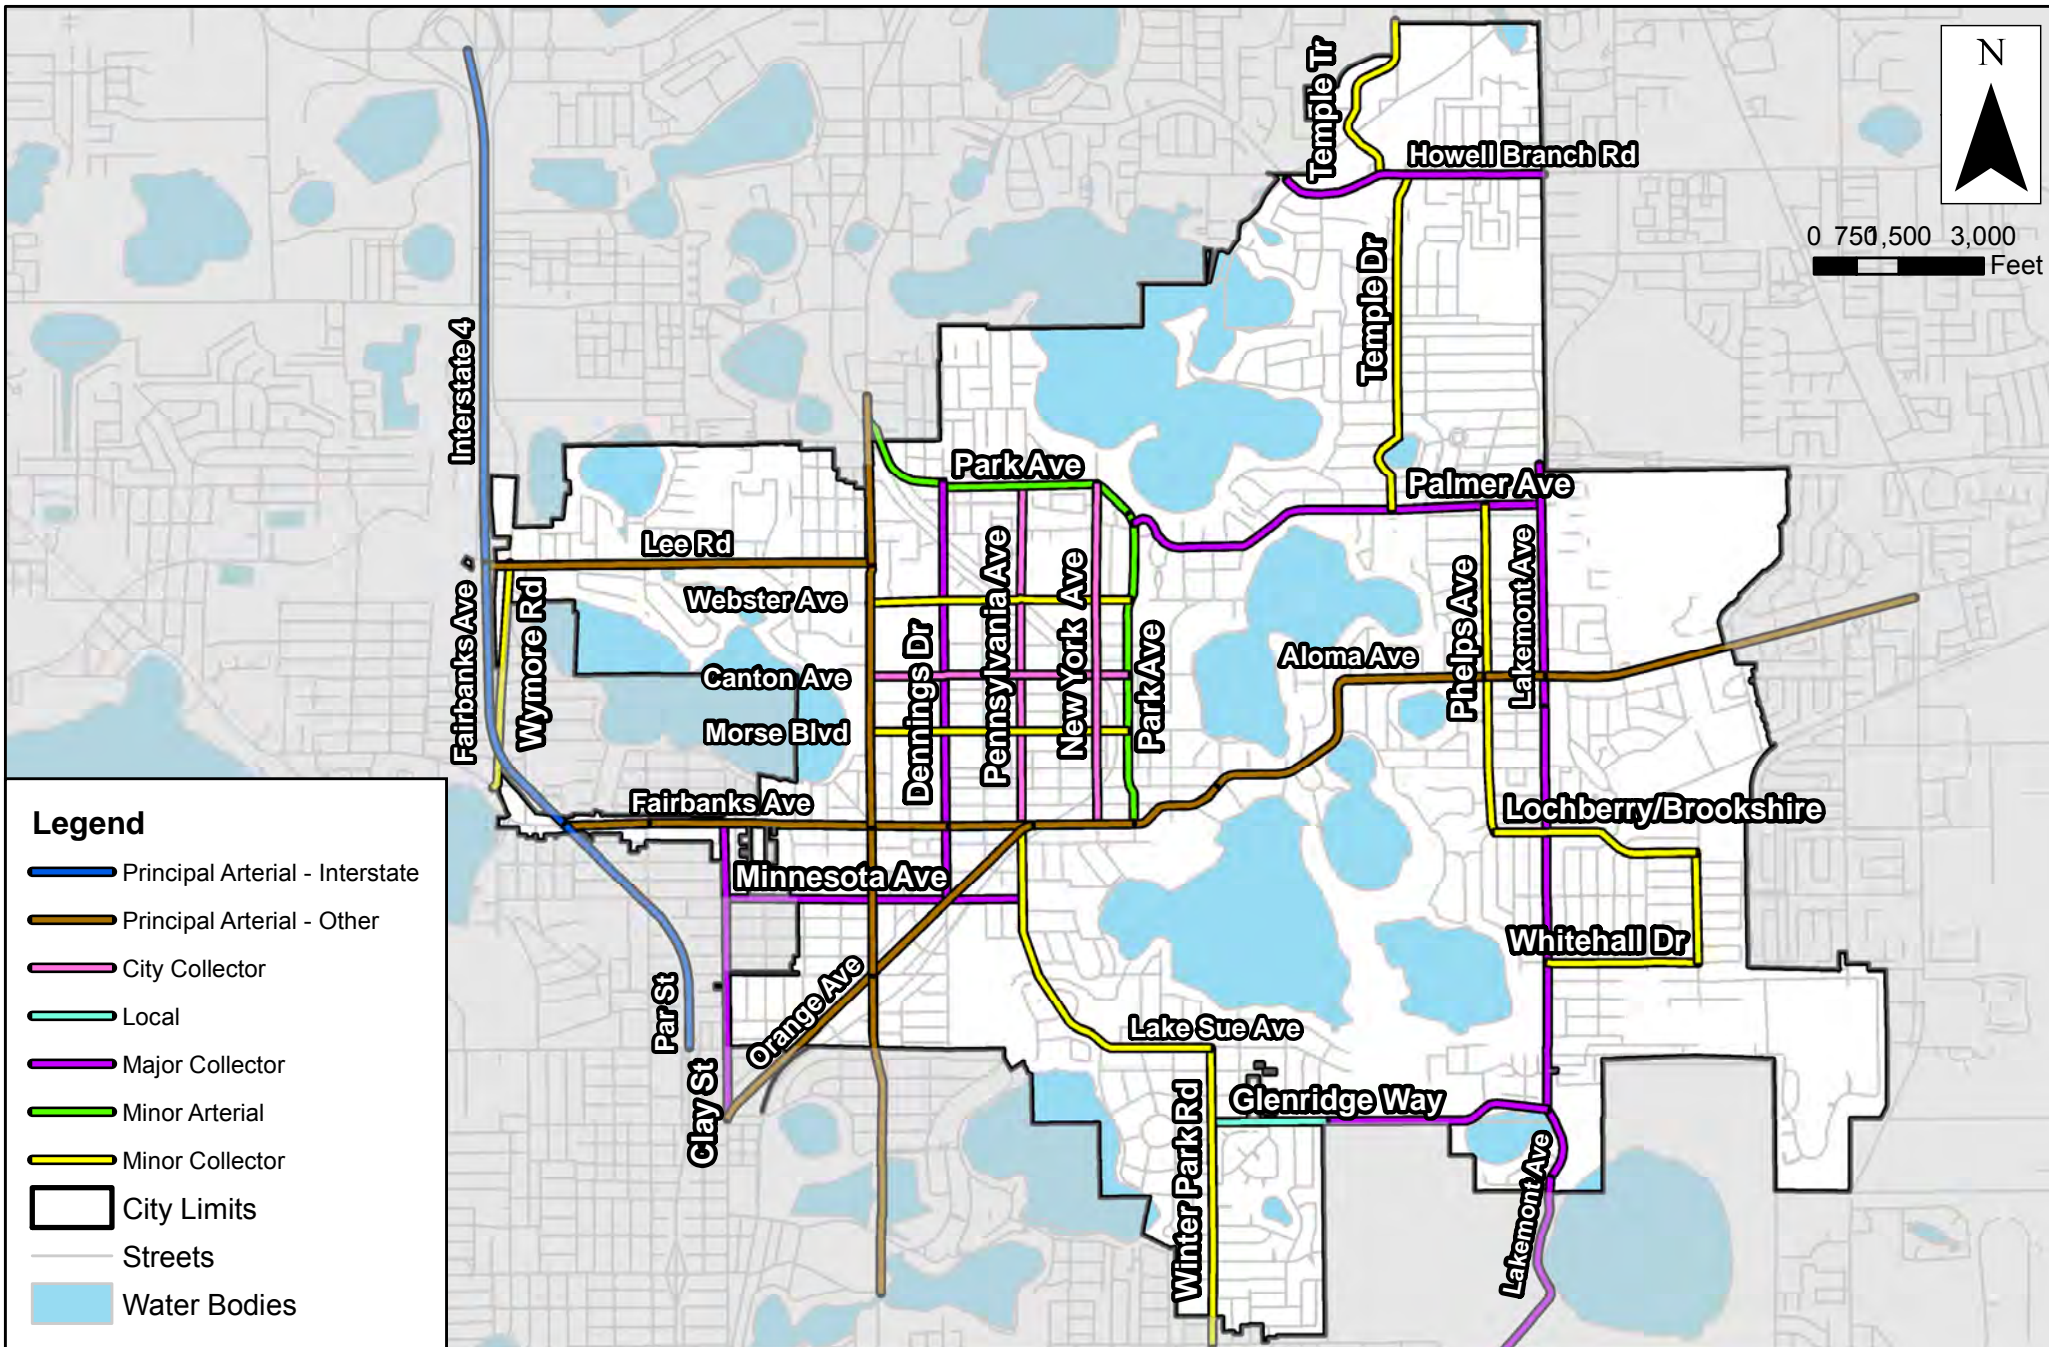 N
0 750 1,500 3,000
Feet
Temple Tr
Howell Branch Rd
Temple Dr
Interstate 4
Park Ave
Palmer Ave
Lee Rd
Webster Ave
Canton Ave
Morse Blvd
Fairbanks Ave
Wymore Rd
Dennings Dr
Pennsylvania Ave
New York Ave
Park Ave
Aloma Ave
Phelps Ave
Lakemont Ave
Fairbanks Ave
Lochberry/Brookshire
Minnesota Ave
Whitehall Dr
Orange Ave
Par St
Clay St
Lake Sue Ave
Glenridge Way
Winter Park Rd
Lakemont Ave
Legend
Principal Arterial - Interstate
Principal Arterial - Other
City Collector
Local
Major Collector
Minor Arterial
Minor Collector
City Limits
Streets
Water Bodies